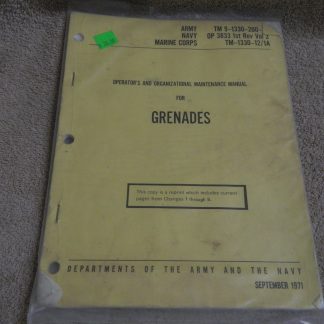 ARMY TM 9-1330-200
NAVY OP 3833 1st Rev Vol 2
MARINE CORPS TM-1330-12/1A
OPERATOR'S AND ORGANIZATIONAL MAINTENANCE MANUAL
FOR
GRENADES
This copy is a reprint which includes current
pages from Changes 1 through 9.
DEPARTMENTS OF THE ARMY AND THE NAVY
SEPTEMBER 1971